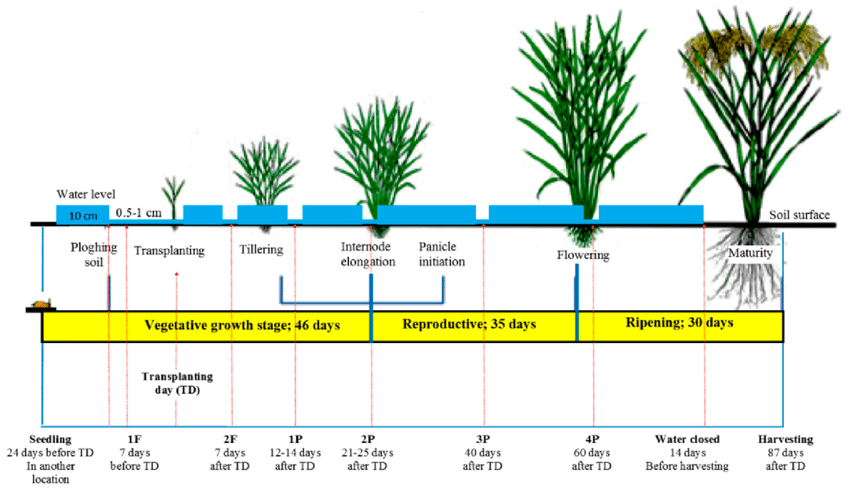 Water level
10 cm
0.5-1 cm
Soil surface
Ploghing
soil
Transplanting
Tillering
Internode
elongation
Panicle
initiation
Flowering
Maturity
Vegetative growth stage; 46 days
Reproductive; 35 days
Ripening; 30 days
Transplanting
day (TD)
Seedling
24 days before TD
In another
location
1F
7 days
before TD
2F
7 days
after TD
1P
12-14 days
after TD
2P
21-25 days
after TD
3P
40 days
after TD
4P
60 days
after TD
Water closed
14 days
Before harvesting
Harvesting
87 days
after TD